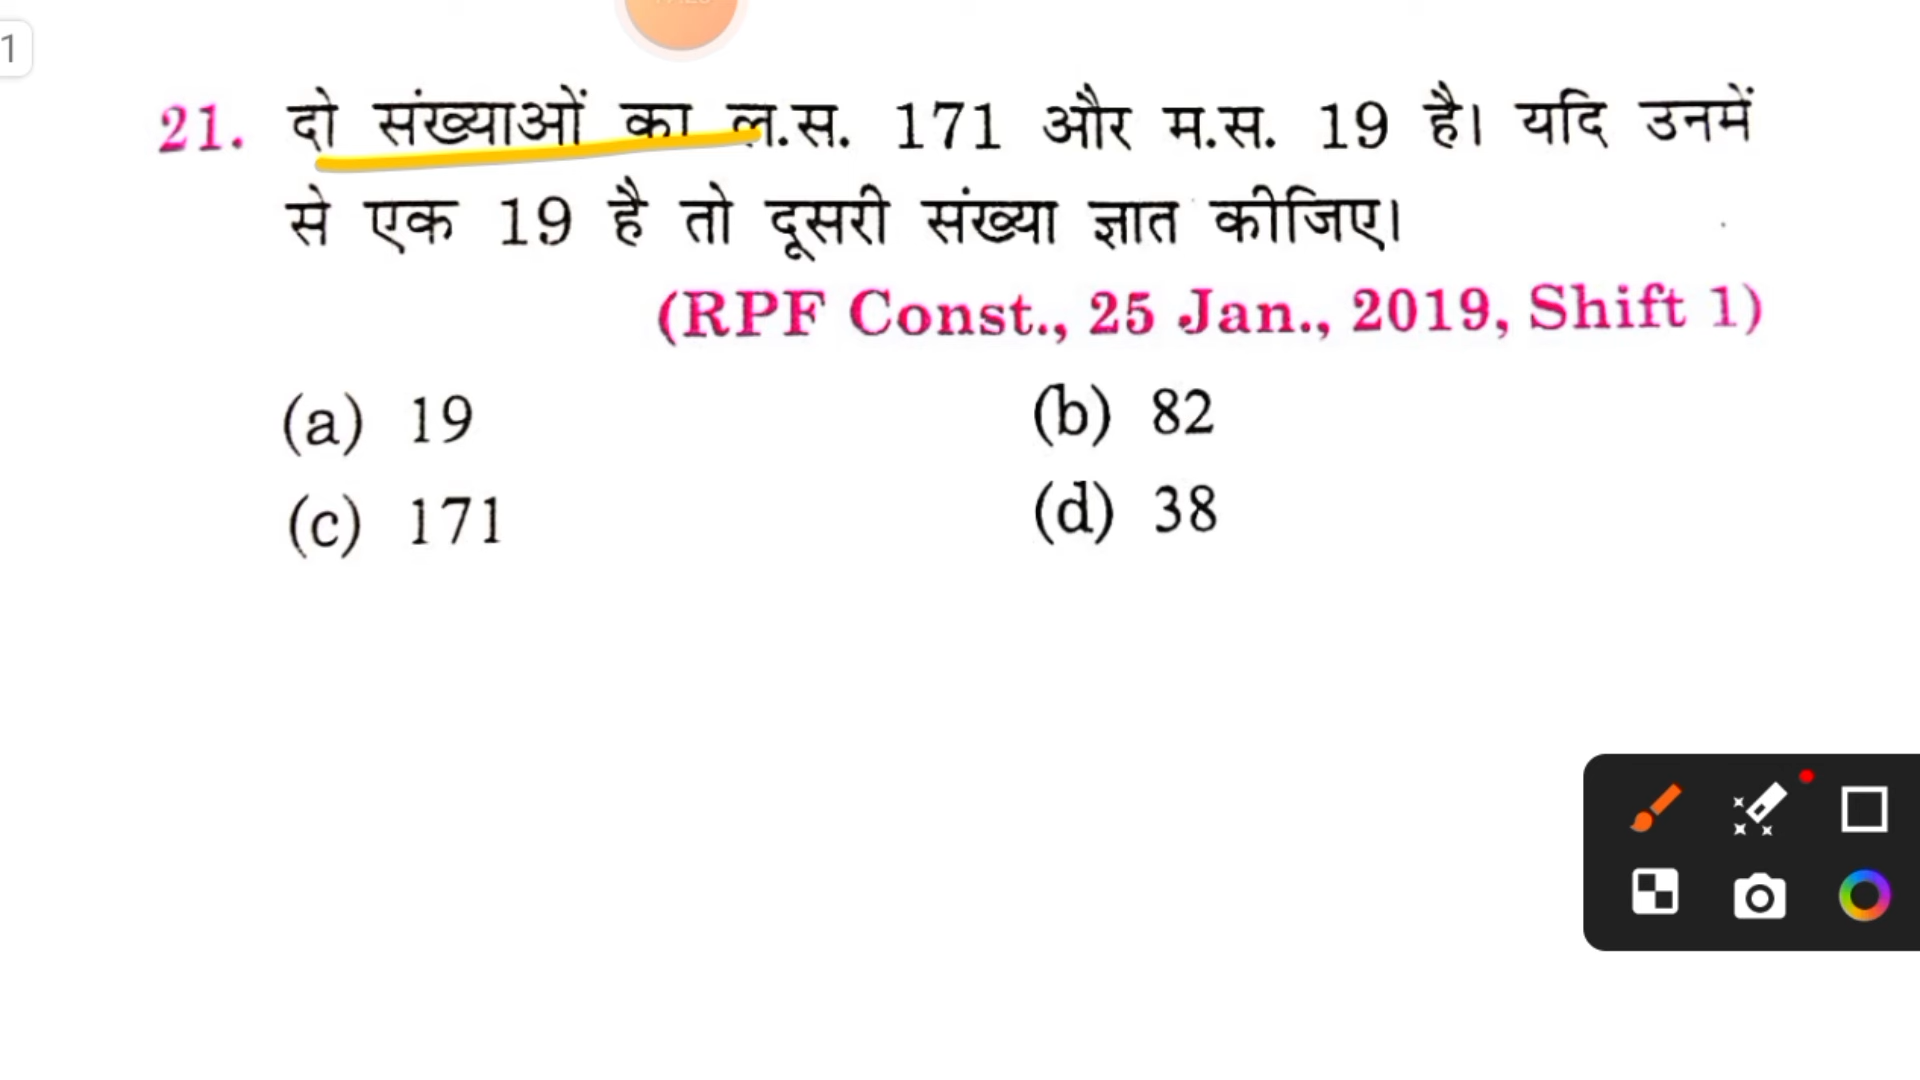 1
21. दो संख्याओं का ल.स. 171 और म.स. 19 है। यदि उनमें
से एक 19 है तो दूसरी संख्या ज्ञात कीजिए।
(RPF Const., 25 Jan., 2019, Shift 1)
(a) 19 (b) 82
(c) 171 (d) 38